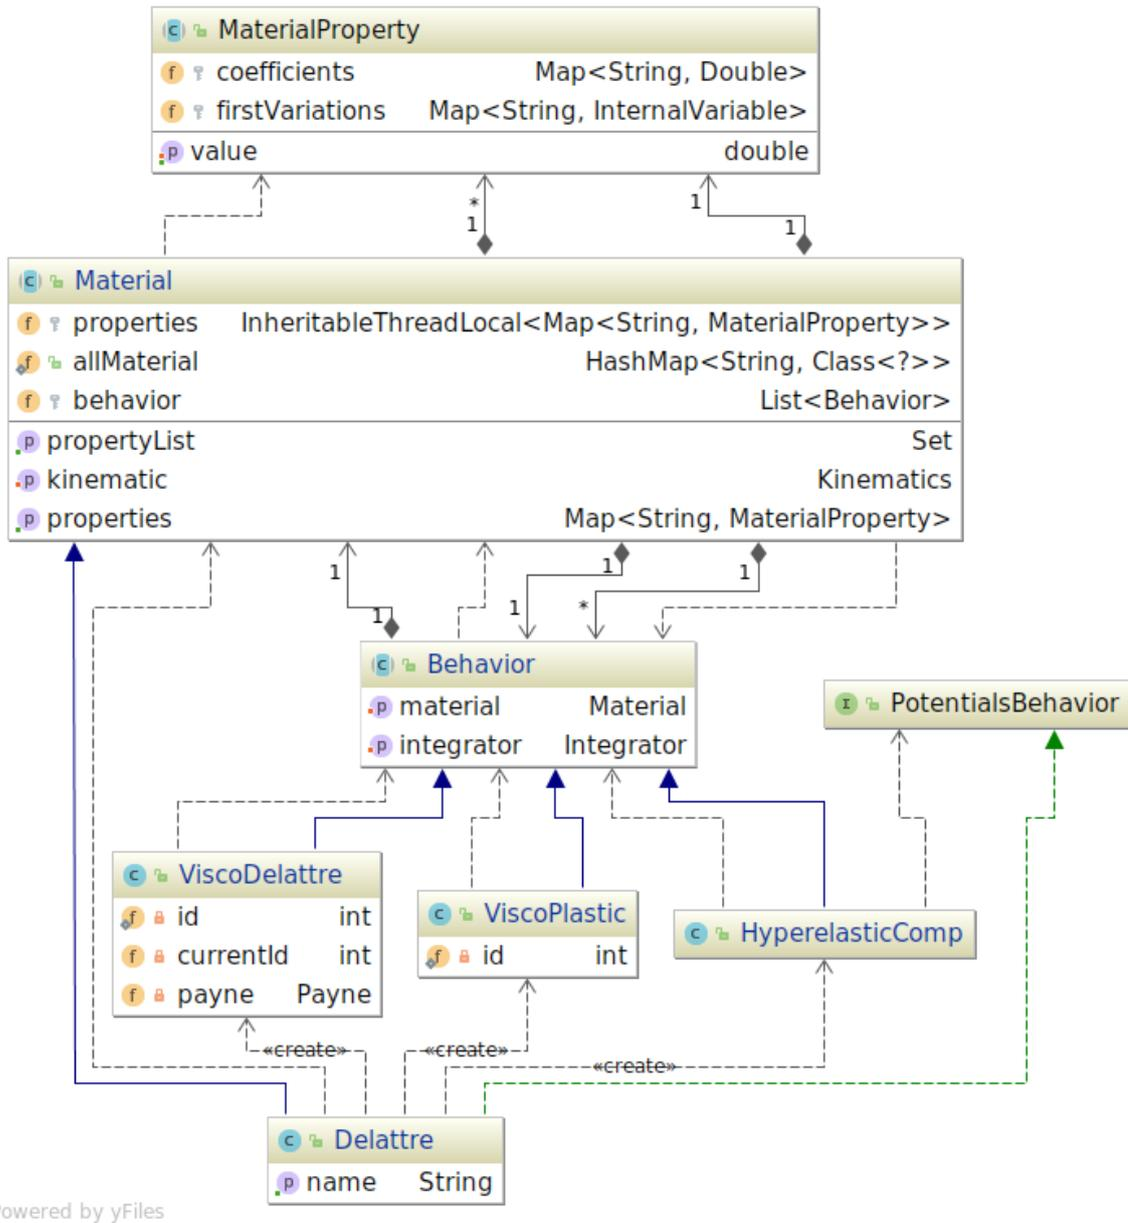 MaterialProperty
coefficients Map<String, Double>
firstVariations Map<String, InternalVariable>
value double
*
1
1
1
Material
properties InheritableThreadLocal<Map<String, MaterialProperty>>
allMaterial HashMap<String, Class<?>>
behavior List<Behavior>
propertyList Set
kinematic Kinematics
properties Map<String, MaterialProperty>
1
1
1
1
1
*
Behavior
material Material
integrator Integrator
PotentialsBehavior
ViscoDelattre
id int
currentId int
payne Payne
ViscoPlastic
id int
HyperelasticComp
«create»
«create»
«create»
Delattre
name String
owered by yFiles